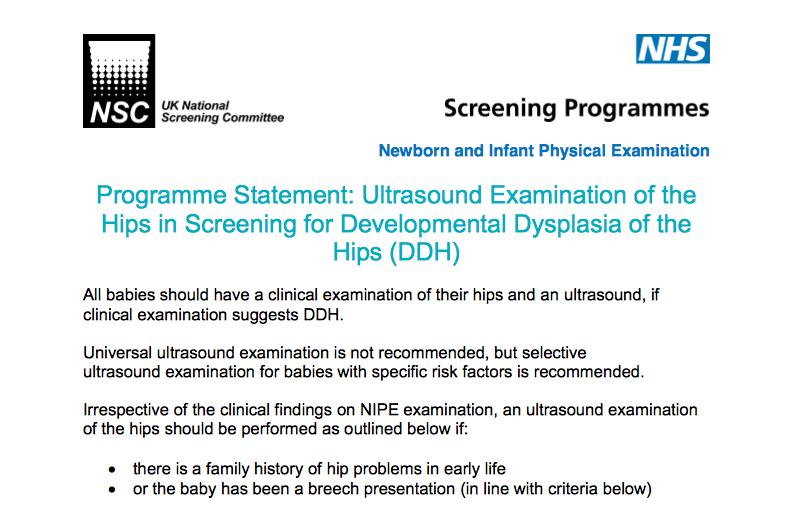 NHS
NSC UK National
Screening Committee
Screening Programmes
Newborn and Infant Physical Examination
Programme Statement: Ultrasound Examination of the
Hips in Screening for Developmental Dysplasia of the
Hips (DDH)
All babies should have a clinical examination of their hips and an ultrasound, if
clinical examination suggests DDH.
Universal ultrasound examination is not recommended, but selective
ultrasound examination for babies with specific risk factors is recommended.
Irrespective of the clinical findings on NIPE examination, an ultrasound examination
of the hips should be performed as outlined below if:
• there is a family history of hip problems in early life
• or the baby has been a breech presentation (in line with criteria below)